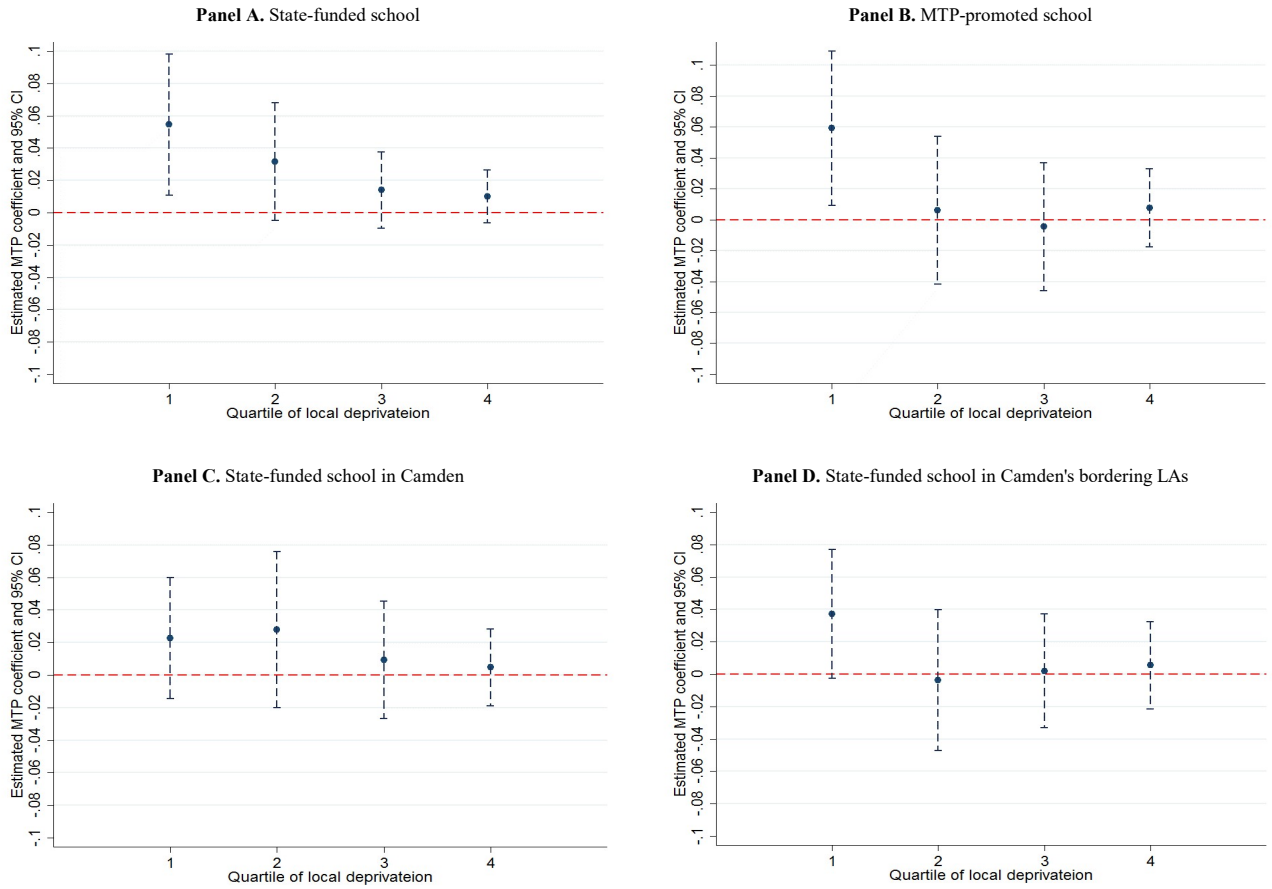 Panel A. State-funded school
Estimated MTP coefficient and 95% CI
.1
.08
.06
.04
.02
0
-.02
-.04
-.06
-.08
-.1
1 2 3 4
Quartile of local deprivateion
Panel B. MTP-promoted school
Estimated MTP coefficient and 95% CI
.1
.08
.06
.04
.02
0
-.02
-.04
-.06
-.08
-.1
1 2 3 4
Quartile of local deprivateion
Panel C. State-funded school in Camden
Estimated MTP coefficient and 95% CI
.1
.08
.06
.04
.02
0
-.02
-.04
-.06
-.08
-.1
1 2 3 4
Quartile of local deprivateion
Panel D. State-funded school in Camden's bordering LAs
Estimated MTP coefficient and 95% CI
.1
.08
.06
.04
.02
0
-.02
-.04
-.06
-.08
-.1
1 2 3 4
Quartile of local deprivateion